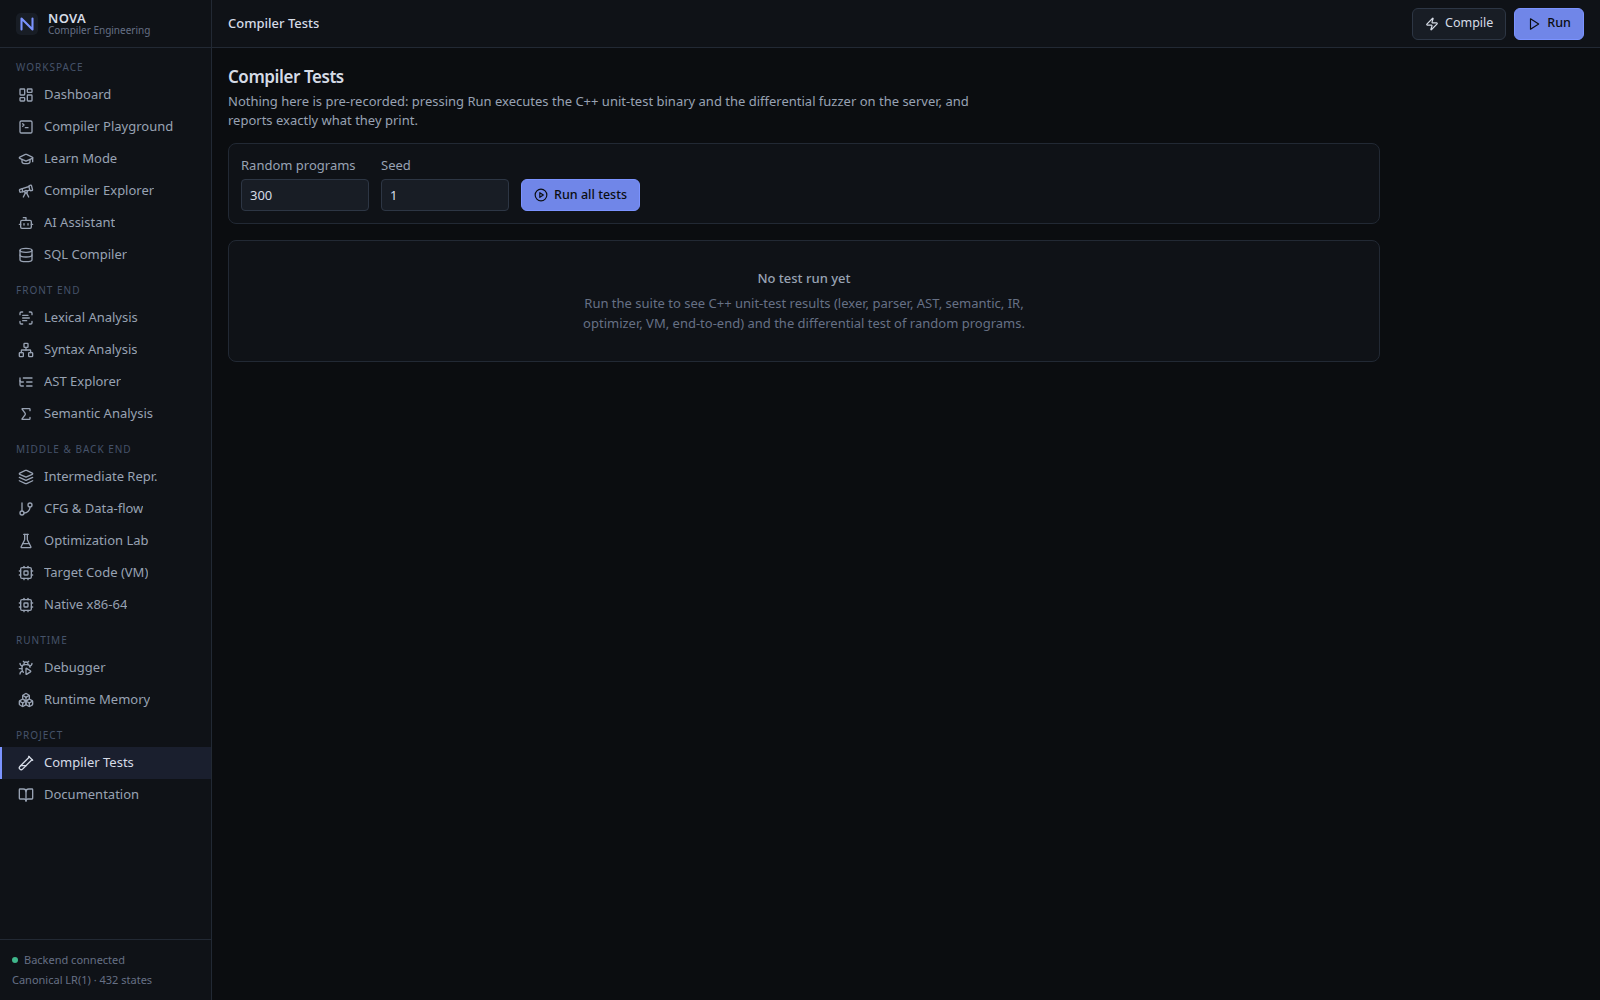 NOVA
Compiler Engineering
Compiler Tests
Compile
Run
WORKSPACE
Dashboard
Compiler Playground
Learn Mode
Compiler Explorer
AI Assistant
SQL Compiler
FRONT END
Lexical Analysis
Syntax Analysis
AST Explorer
Semantic Analysis
MIDDLE & BACK END
Intermediate Repr.
CFG & Data-flow
Optimization Lab
Target Code (VM)
Native x86-64
RUNTIME
Debugger
Runtime Memory
PROJECT
Compiler Tests
Documentation
Backend connected
Canonical LR(1) · 432 states
Compiler Tests
Nothing here is pre-recorded: pressing Run executes the C++ unit-test binary and the differential fuzzer on the server, and
reports exactly what they print.
Random programs
Seed
300
1
Run all tests
No test run yet
Run the suite to see C++ unit-test results (lexer, parser, AST, semantic, IR,
optimizer, VM, end-to-end) and the differential test of random programs.